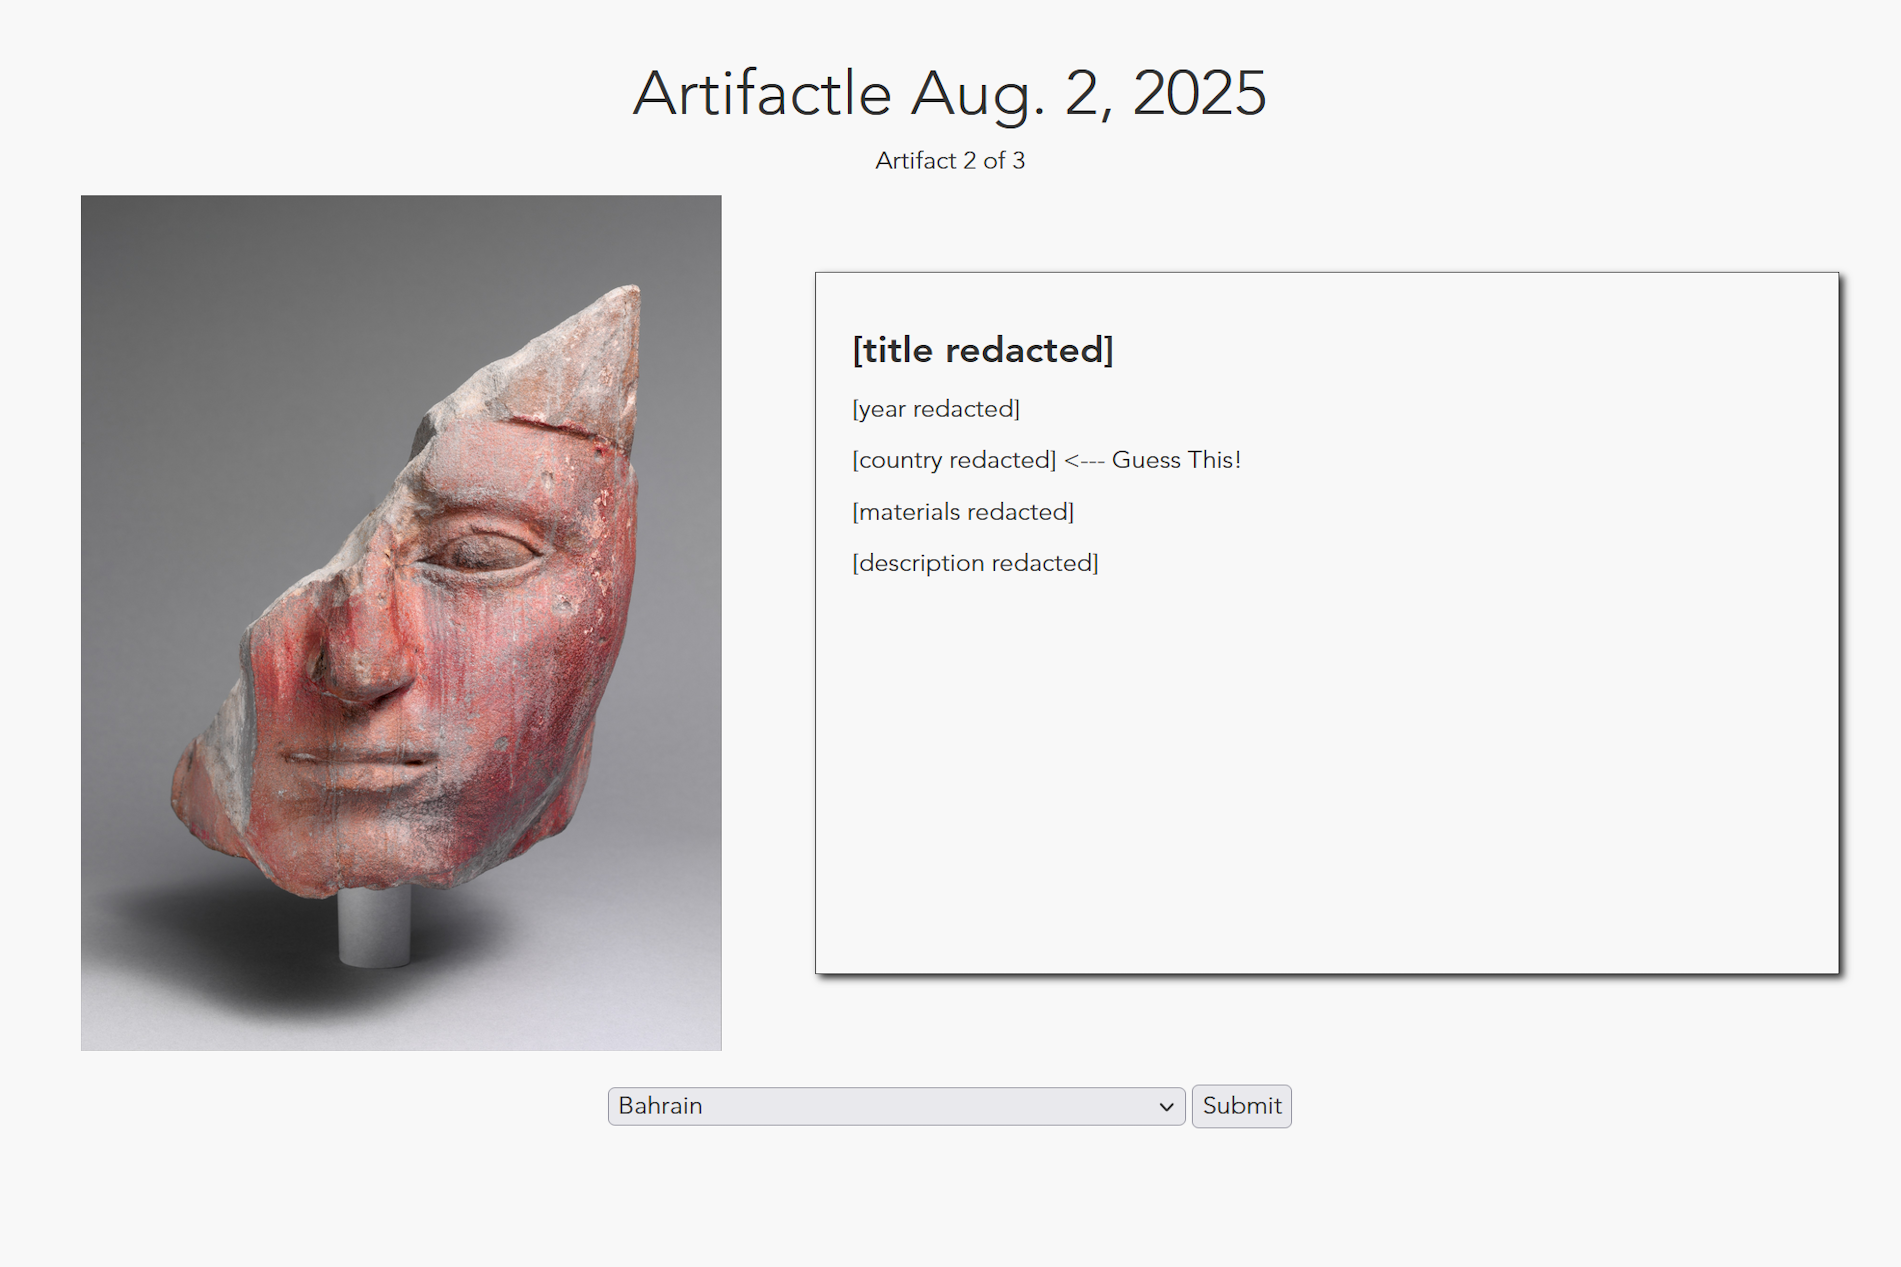 Artifactle Aug. 2, 2025
Artifact 2 of 3
[title redacted]
[year redacted]
[country redacted] <--- Guess This!
[materials redacted]
[description redacted]
Bahrain
Submit